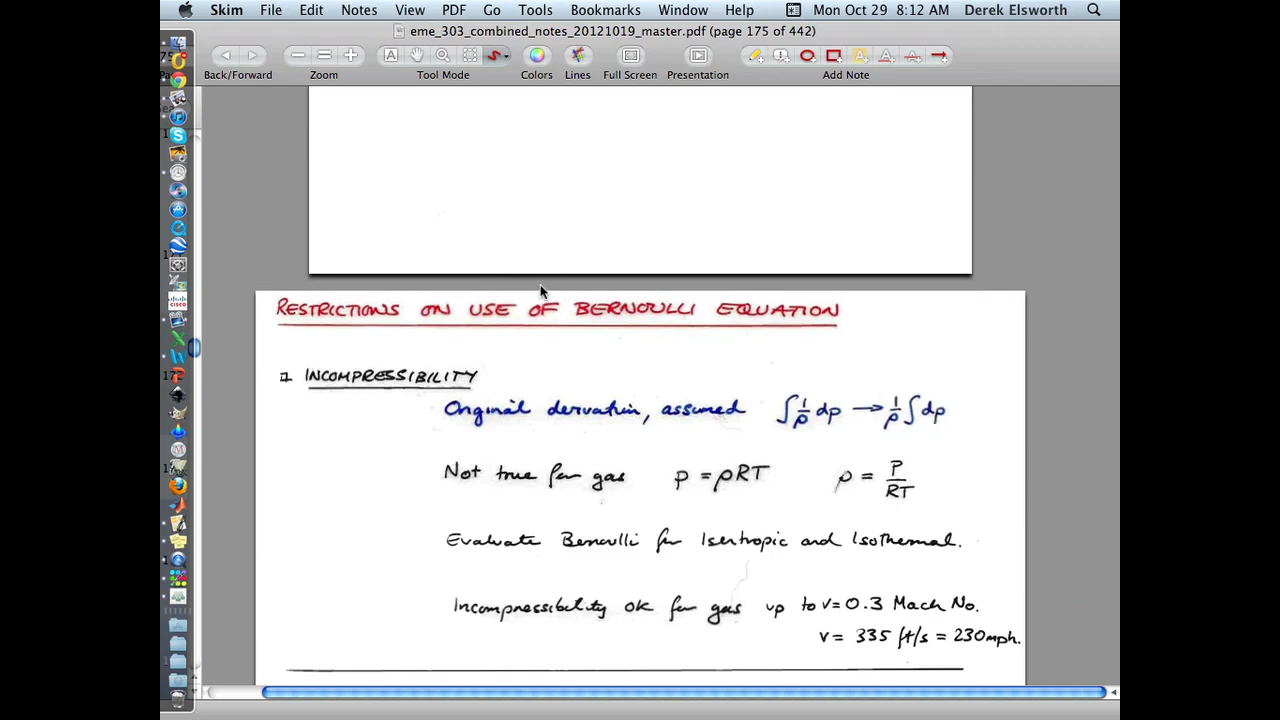 Skim File Edit View PDF Go Tools Bookmarks Window Help Mon Oct 29 8:12 AM Derek Elsworth
eme_303_combined_notes_20121019_master.pdf (page 175 of 442)
Back/Forward Zoom Tool Mode Colors Lines Full Screen Presentation Add Note
RESTRICTIONS ON USE OF BERNOULLI EQUATION
1 INCOMPRESSIBILITY
Original derivation, assumed ∫ 1/ρ dp → 1/ρ ∫ dp
Not true for gas p = ρRT ρ = P/RT
Evaluate Bernoulli for Isentropic and Isothermal.
Incompressibility OK for gas up to v=0.3 Mach No.
v = 335 ft/s = 230mph.